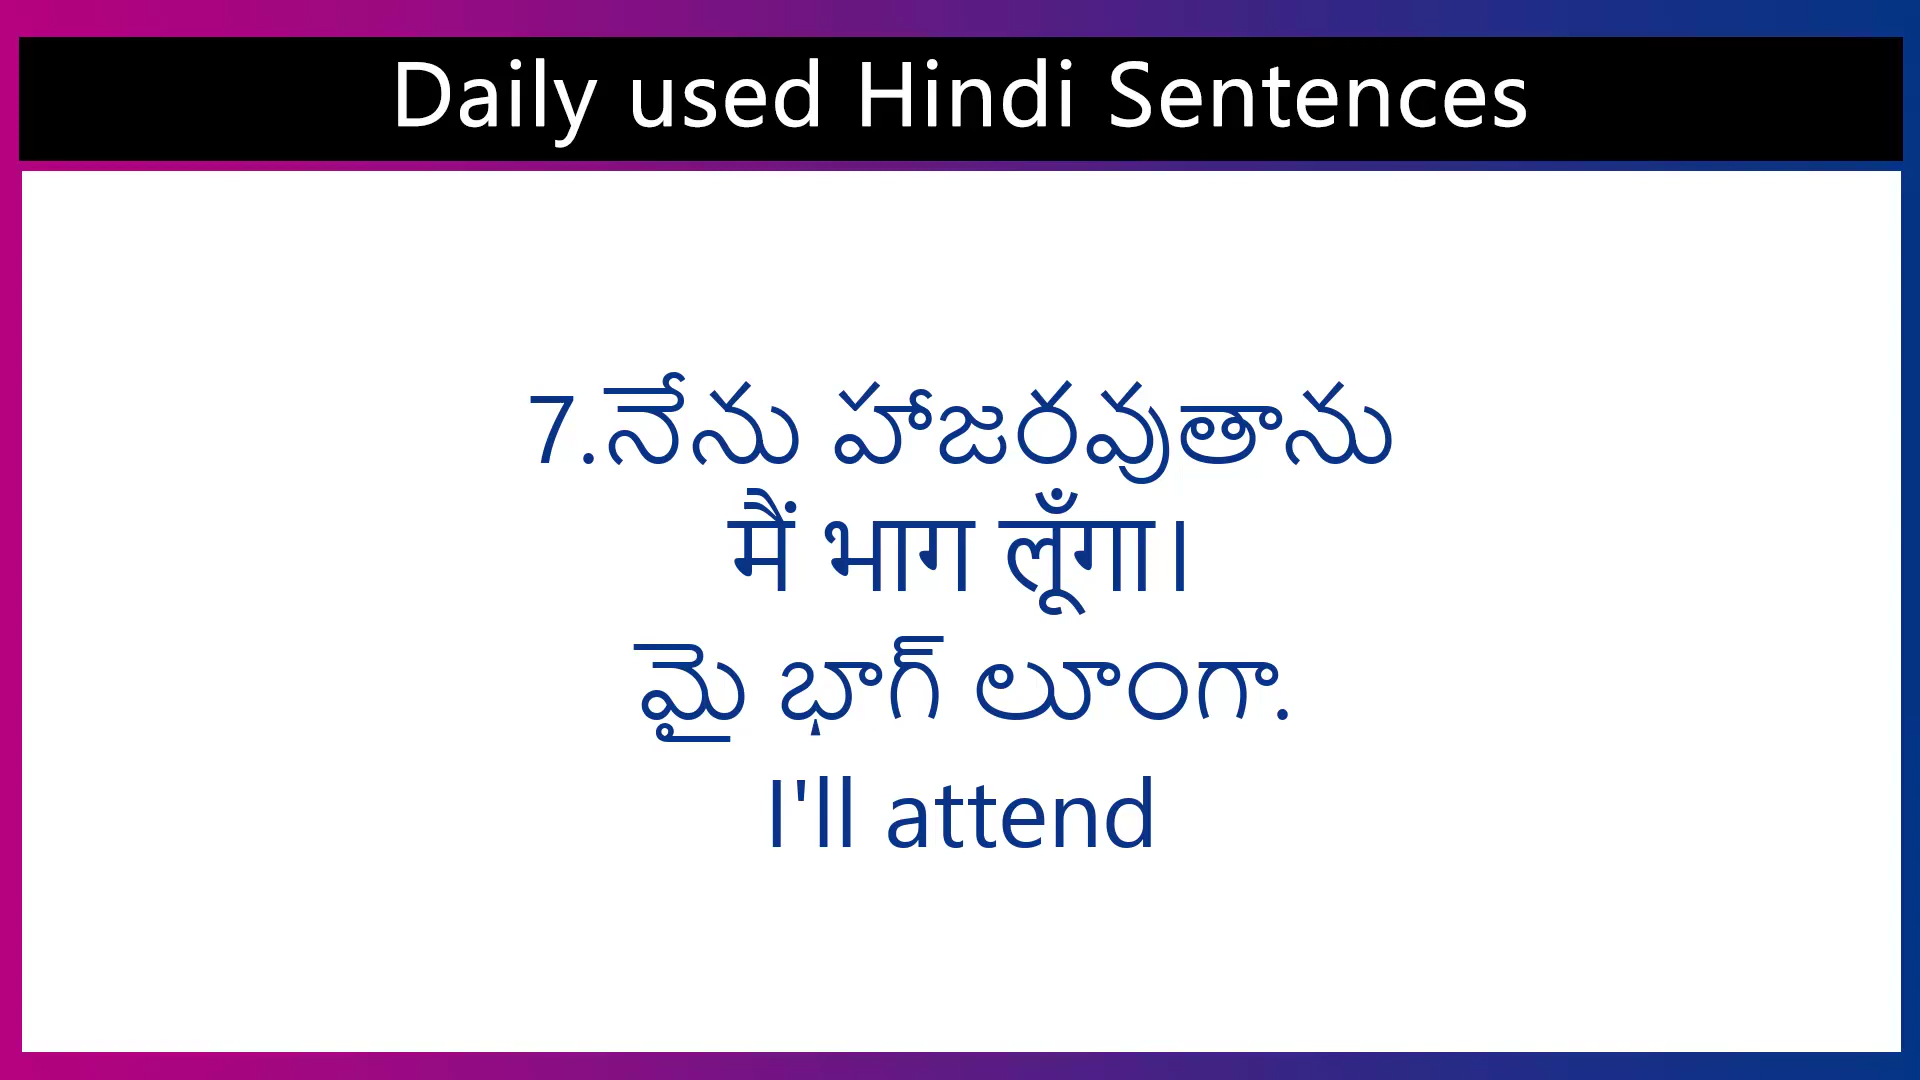 Daily used Hindi Sentences
7.నేను హాజరవుతాను
मैं भाग लूँगा।
మై భాగ్ లూంగా.
I'll attend